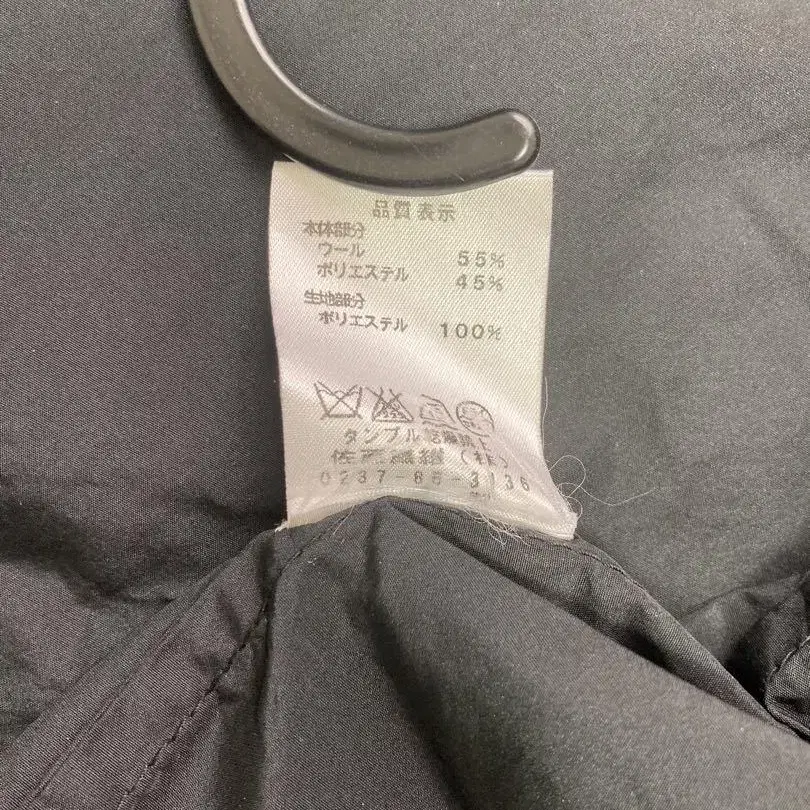 品質表示
本体部分
ウール 55%
ポリエステル 45%
生地部分
ポリエステル 100%
タンブル乾燥禁止
佐藤繊維(株)
0237-86-3136